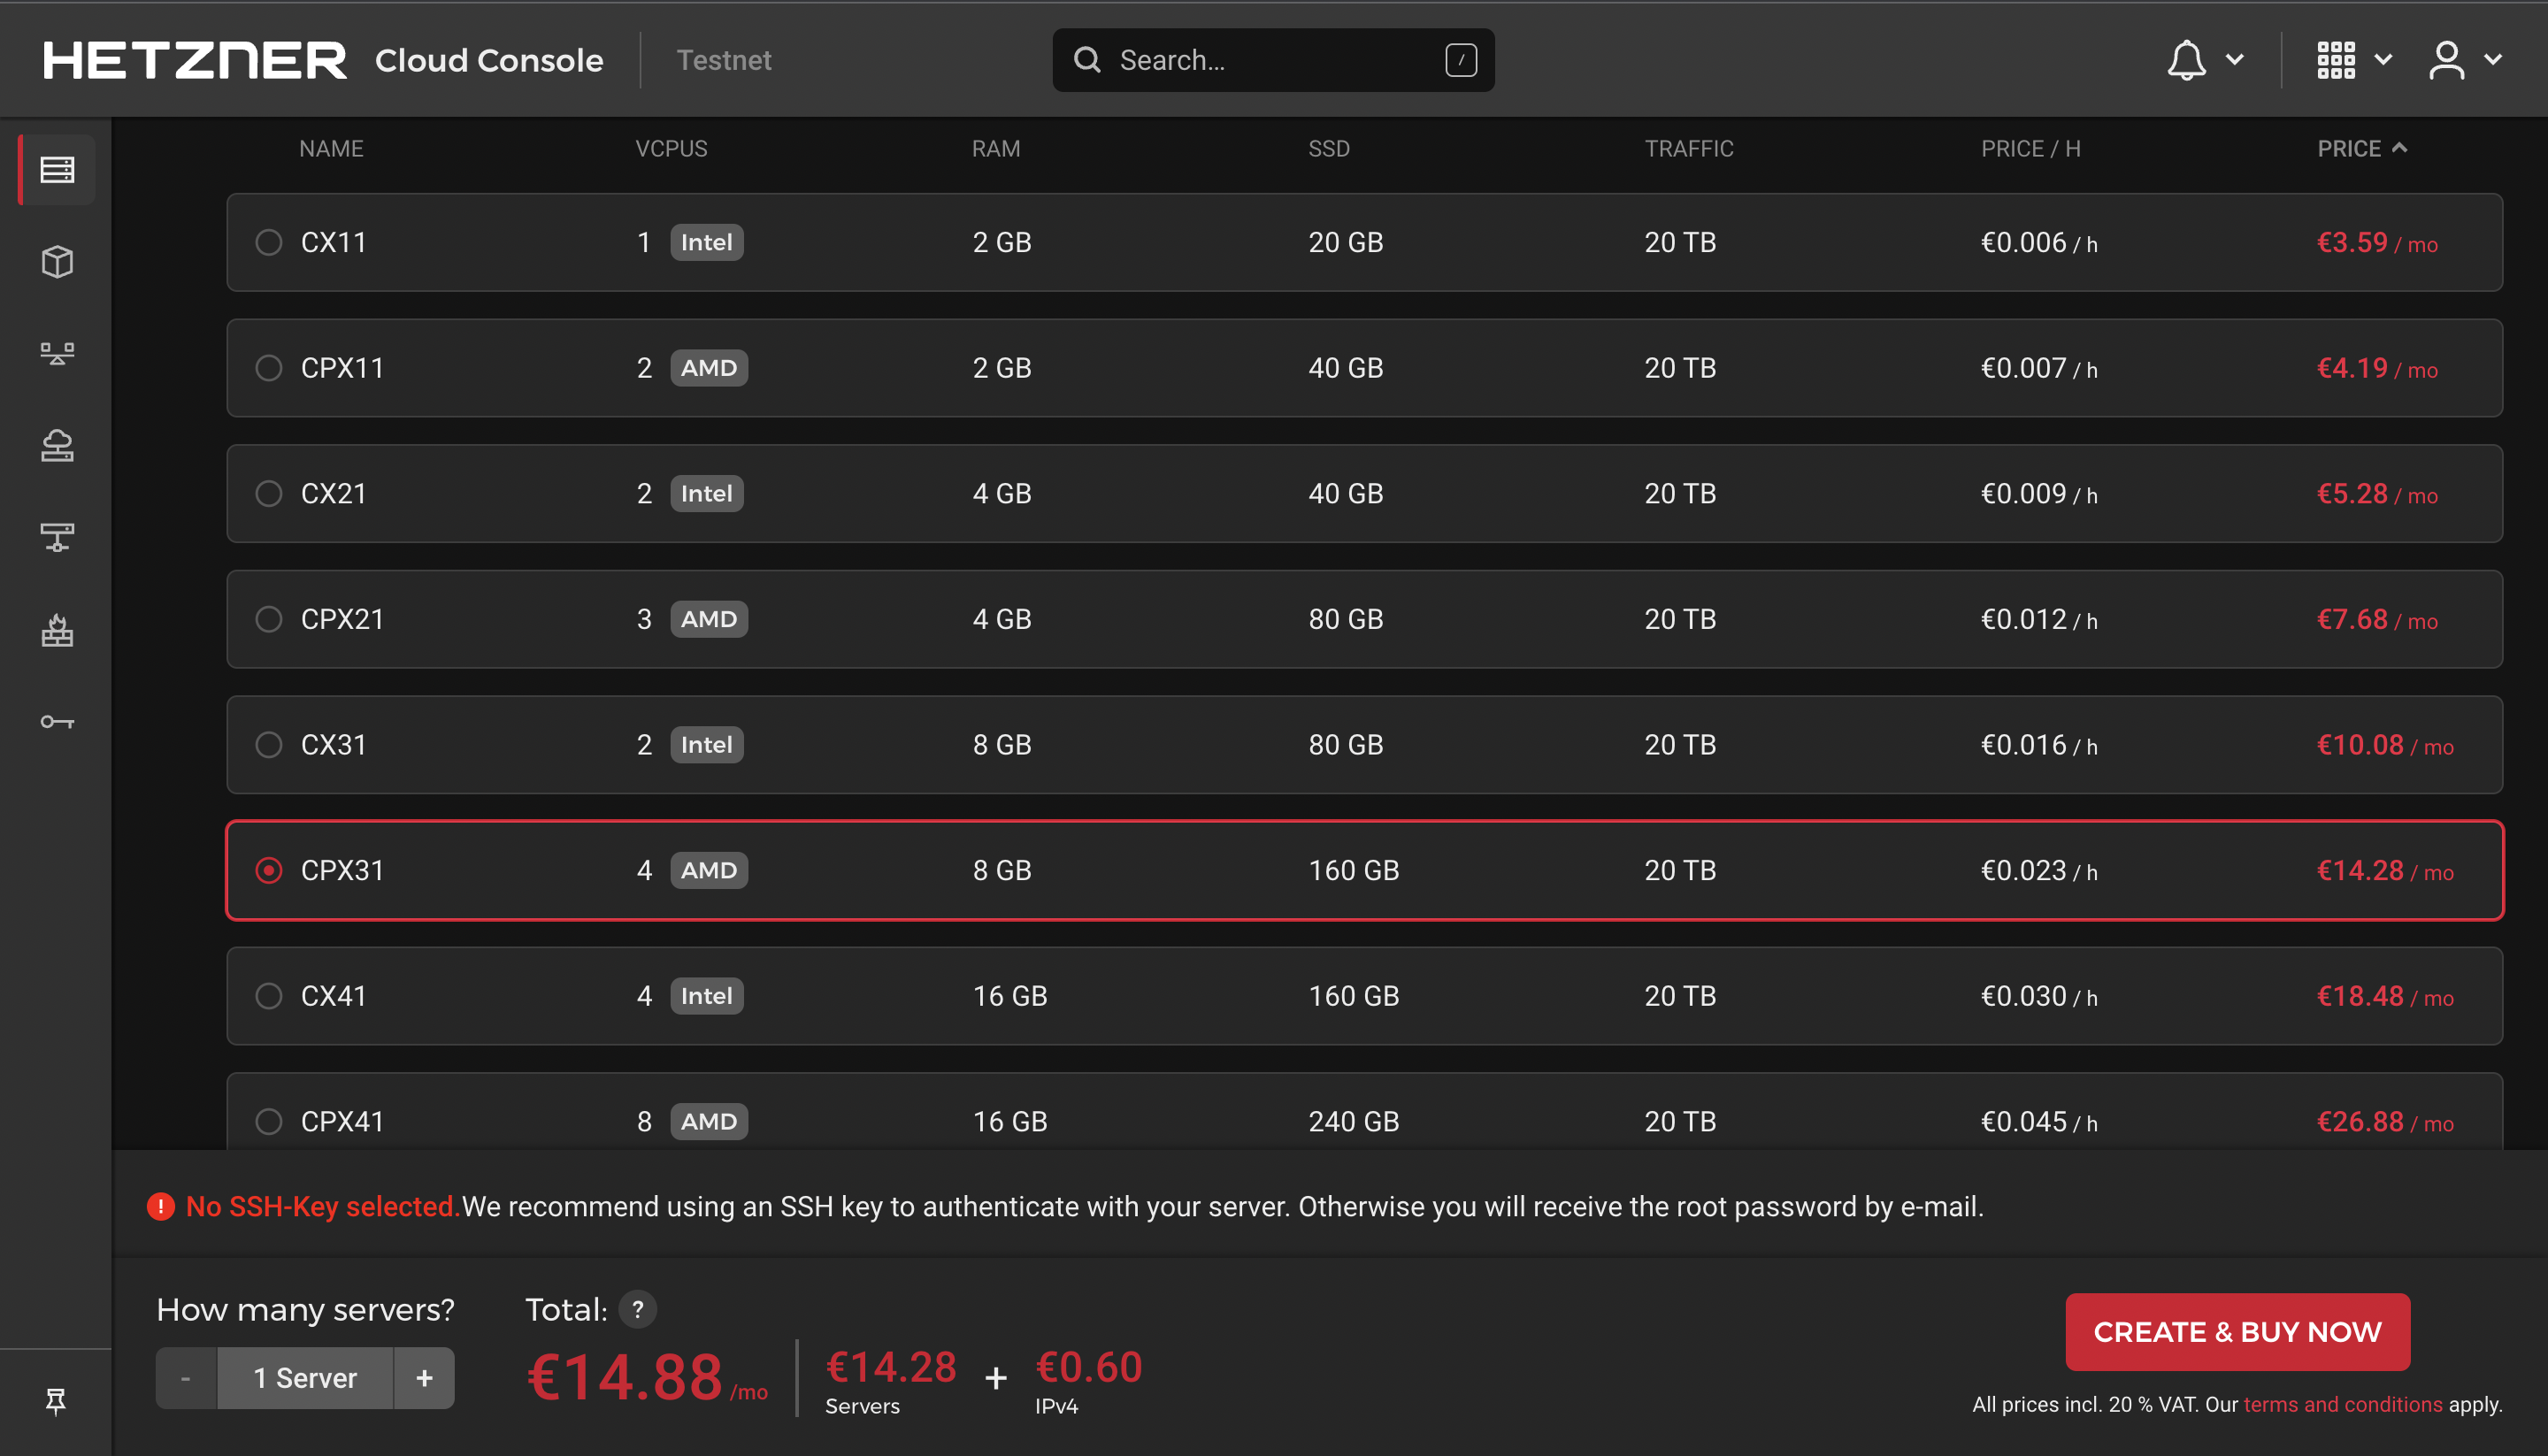 HETZNER Cloud Console Testnet Search... /
NAME VCPUS RAM SSD TRAFFIC PRICE / H PRICE
CX11 1 Intel 2 GB 20 GB 20 TB €0.006 / h €3.59 / mo
CPX11 2 AMD 2 GB 40 GB 20 TB €0.007 / h €4.19 / mo
CX21 2 Intel 4 GB 40 GB 20 TB €0.009 / h €5.28 / mo
CPX21 3 AMD 4 GB 80 GB 20 TB €0.012 / h €7.68 / mo
CX31 2 Intel 8 GB 80 GB 20 TB €0.016 / h €10.08 / mo
CPX31 4 AMD 8 GB 160 GB 20 TB €0.023 / h €14.28 / mo
CX41 4 Intel 16 GB 160 GB 20 TB €0.030 / h €18.48 / mo
CPX41 8 AMD 16 GB 240 GB 20 TB €0.045 / h €26.88 / mo
! No SSH-Key selected.We recommend using an SSH key to authenticate with your server. Otherwise you will receive the root password by e-mail.
How many servers? Total: ?
- 1 Server + €14.88 /mo €14.28 + €0.60 CREATE & BUY NOW
Servers IPv4 All prices incl. 20 % VAT. Our terms and conditions apply.